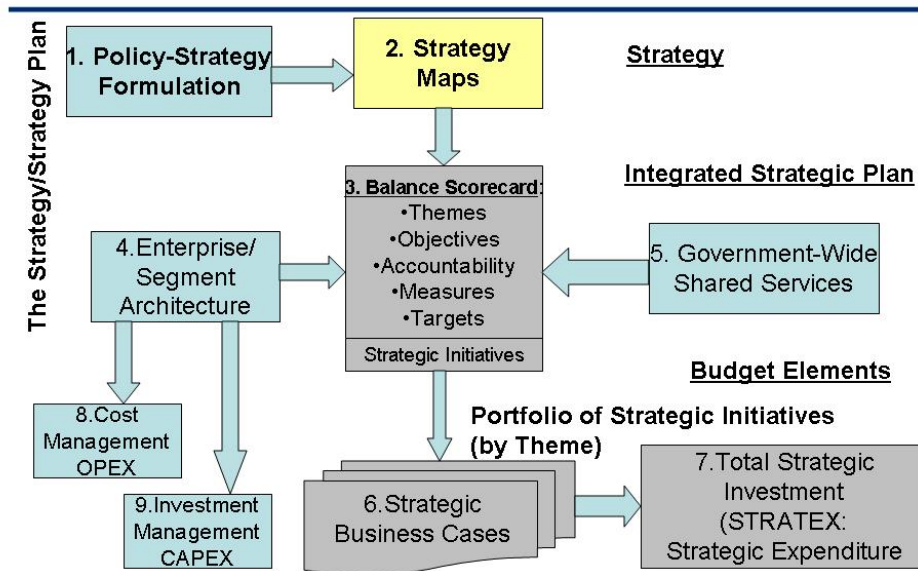 The Strategy/Strategy Plan
1. Policy-Strategy
Formulation
2. Strategy
Maps
Strategy
3. Balance Scorecard:
•Themes
•Objectives
•Accountability
•Measures
•Targets
Strategic Initiatives
Integrated Strategic Plan
4.Enterprise/
Segment
Architecture
5. Government-Wide
Shared Services
Budget Elements
8.Cost
Management
OPEX
9.Investment
Management
CAPEX
Portfolio of Strategic Initiatives
(by Theme)
6.Strategic
Business Cases
7.Total Strategic
Investment
(STRATEX:
Strategic Expenditure